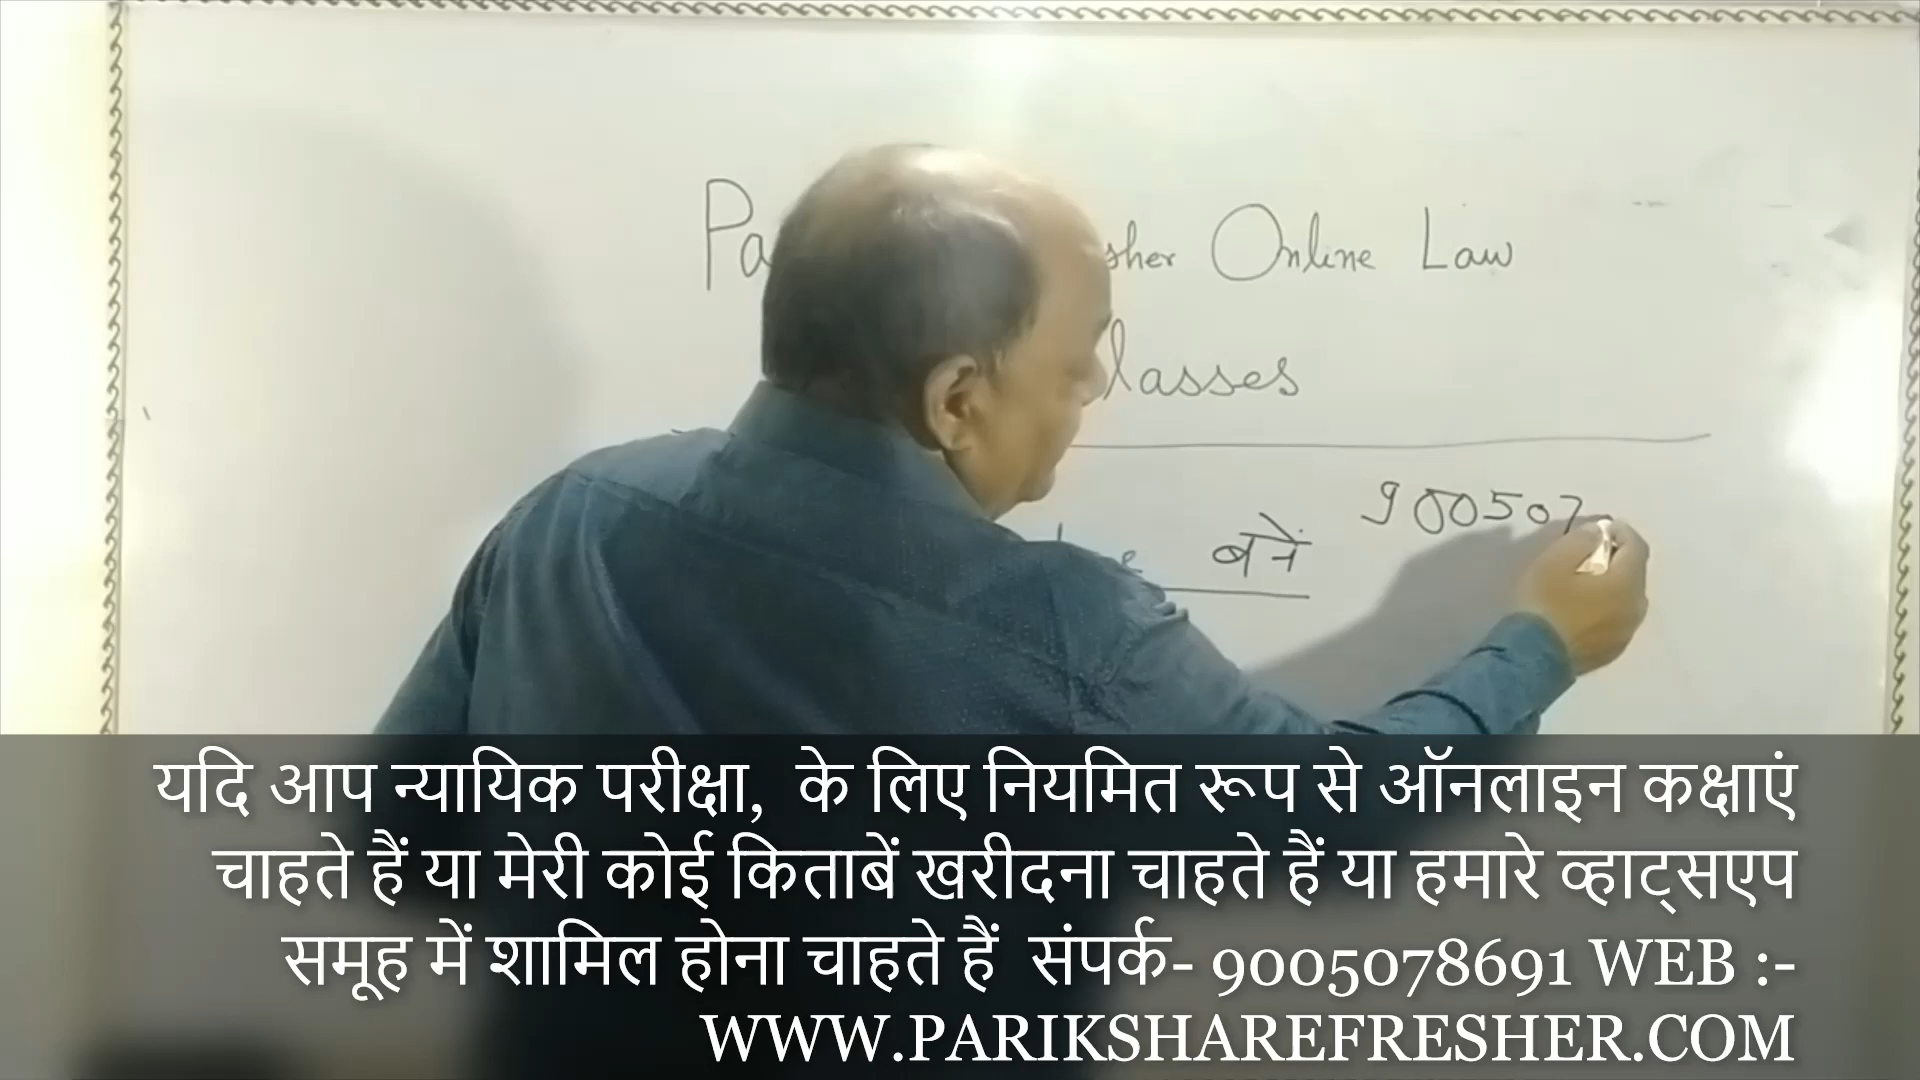 Pa sher Online Law
lasses
बनें 900507
यदि आप न्यायिक परीक्षा, के लिए नियमित रूप से ऑनलाइन कक्षाएं
चाहते हैं या मेरी कोई किताबें खरीदना चाहते हैं या हमारे व्हाट्सएप
समूह में शामिल होना चाहते हैं संपर्क- 9005078691 WEB :-
WWW.PARIKSHAREFRESHER.COM